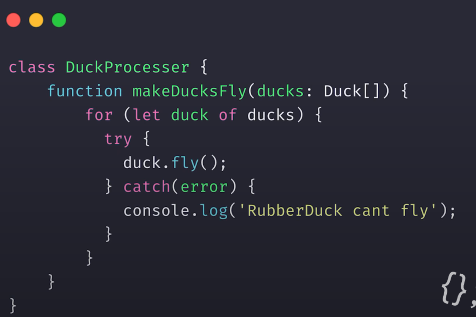 class DuckProcesser {
    function makeDucksFly(ducks: Duck[]) {
        for (let duck of ducks) {
          try {
            duck.fly();
          } catch(error) {
            console.log('RubberDuck cant fly');
          }
        }
    }
}
{},